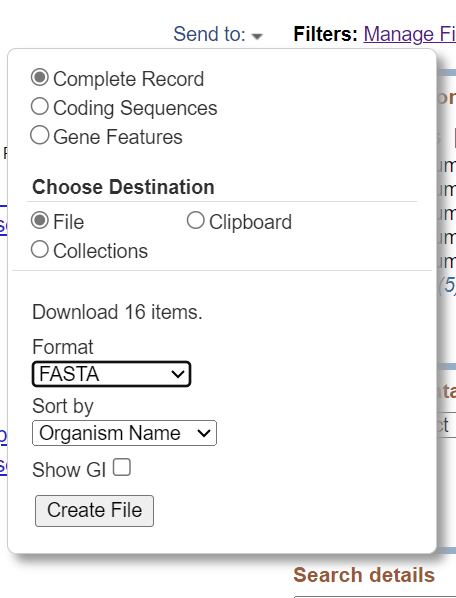 Send to: Filters: Manage Fi
Complete Record
Coding Sequences
Gene Features
Choose Destination
File Clipboard
Collections
Download 16 items.
Format
FASTA
Sort by
Organism Name
Show GI
Create File
Search details